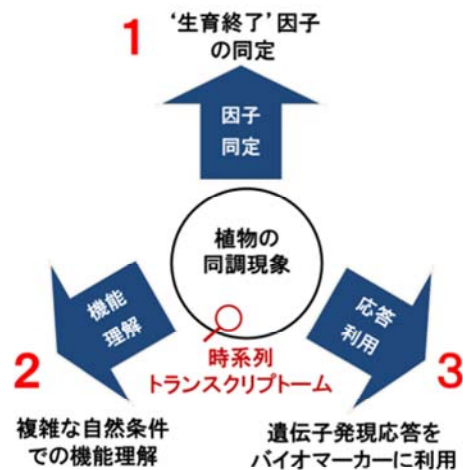 1
‘生育終了’因子
の同定
因子
同定
植物の
同調現象
時系列
トランスクリプトーム
機能
理解
2
複雑な自然条件
での機能理解
応答
利用
3
遺伝子発現応答を
バイオマーカーに利用